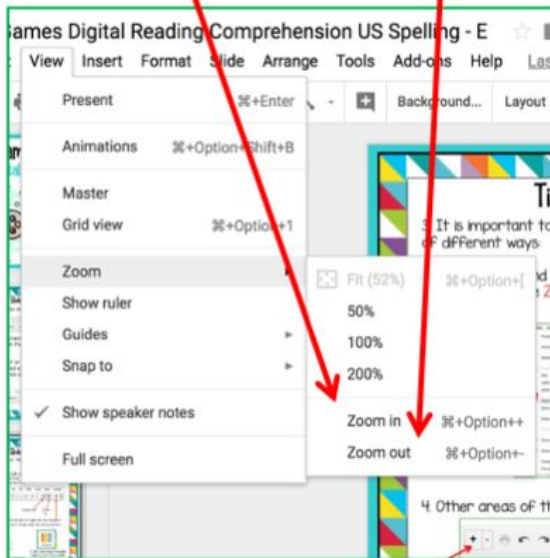 ames Digital Reading Comprehension US Spelling - E
View Insert Format Slide Arrange Tools Add-ons Help Las
Background... Layout
Present ⌘+Enter
Animations ⌘+Option+Shift+B
Master
Grid view ⌘+Option+1
Zoom
Show ruler
Guides
Snap to
✓ Show speaker notes
Full screen
Fit (52%) ⌘+Option+[
50%
100%
200%
Zoom in ⌘+Option++
Zoom out ⌘+Option+-
Ti
3. It is important to
of different ways:
4. Other areas of th